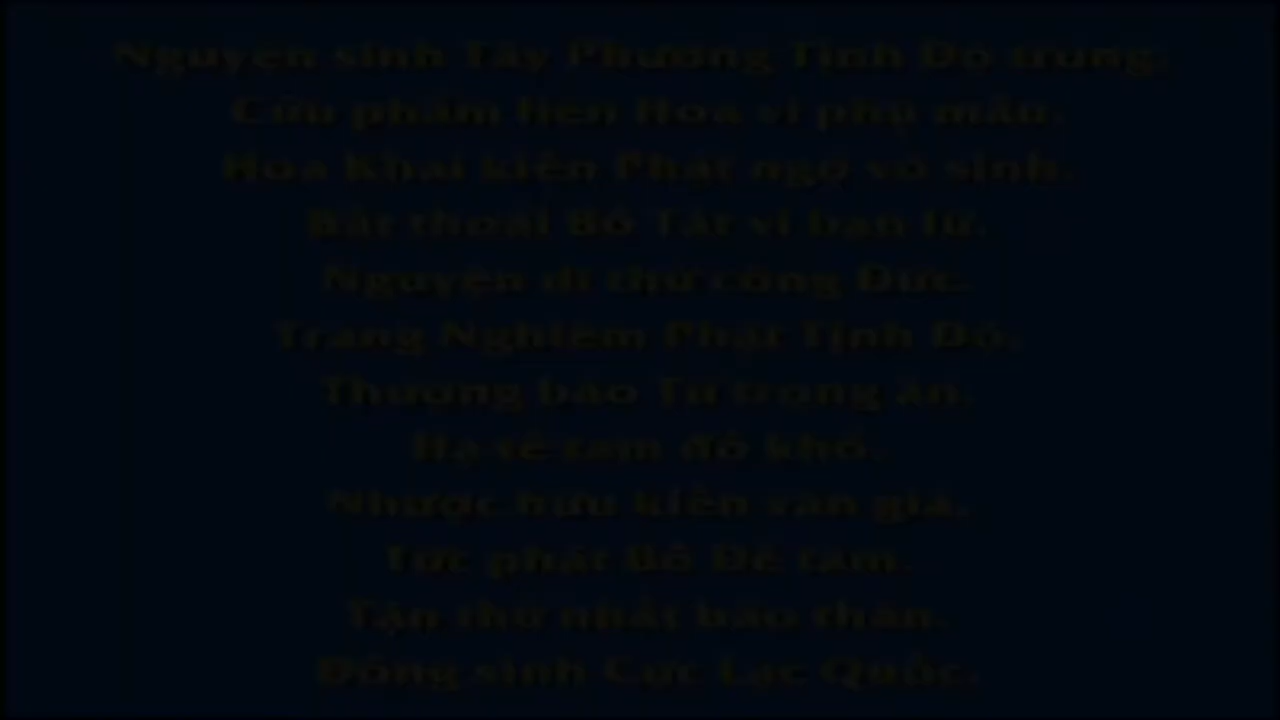 Nguyện sinh Tây Phương Tịnh Độ trung.
Cửu phẩm liên Hoa vi phụ mẫu.
Hoa Khai kiến Phật ngộ vô sinh.
Bất thoái Bồ Tát vi bạn lữ.
Nguyện dĩ thử công Đức.
Trang Nghiêm Phật Tịnh Độ.
Thượng báo Tứ trọng ân.
Hạ tế tam đồ khổ
Nhược hữu kiến văn giả.
Tức phát Bồ Đề tâm.
Tận thử nhất báo thân.
Đồng sinh Cực Lạc Quốc.